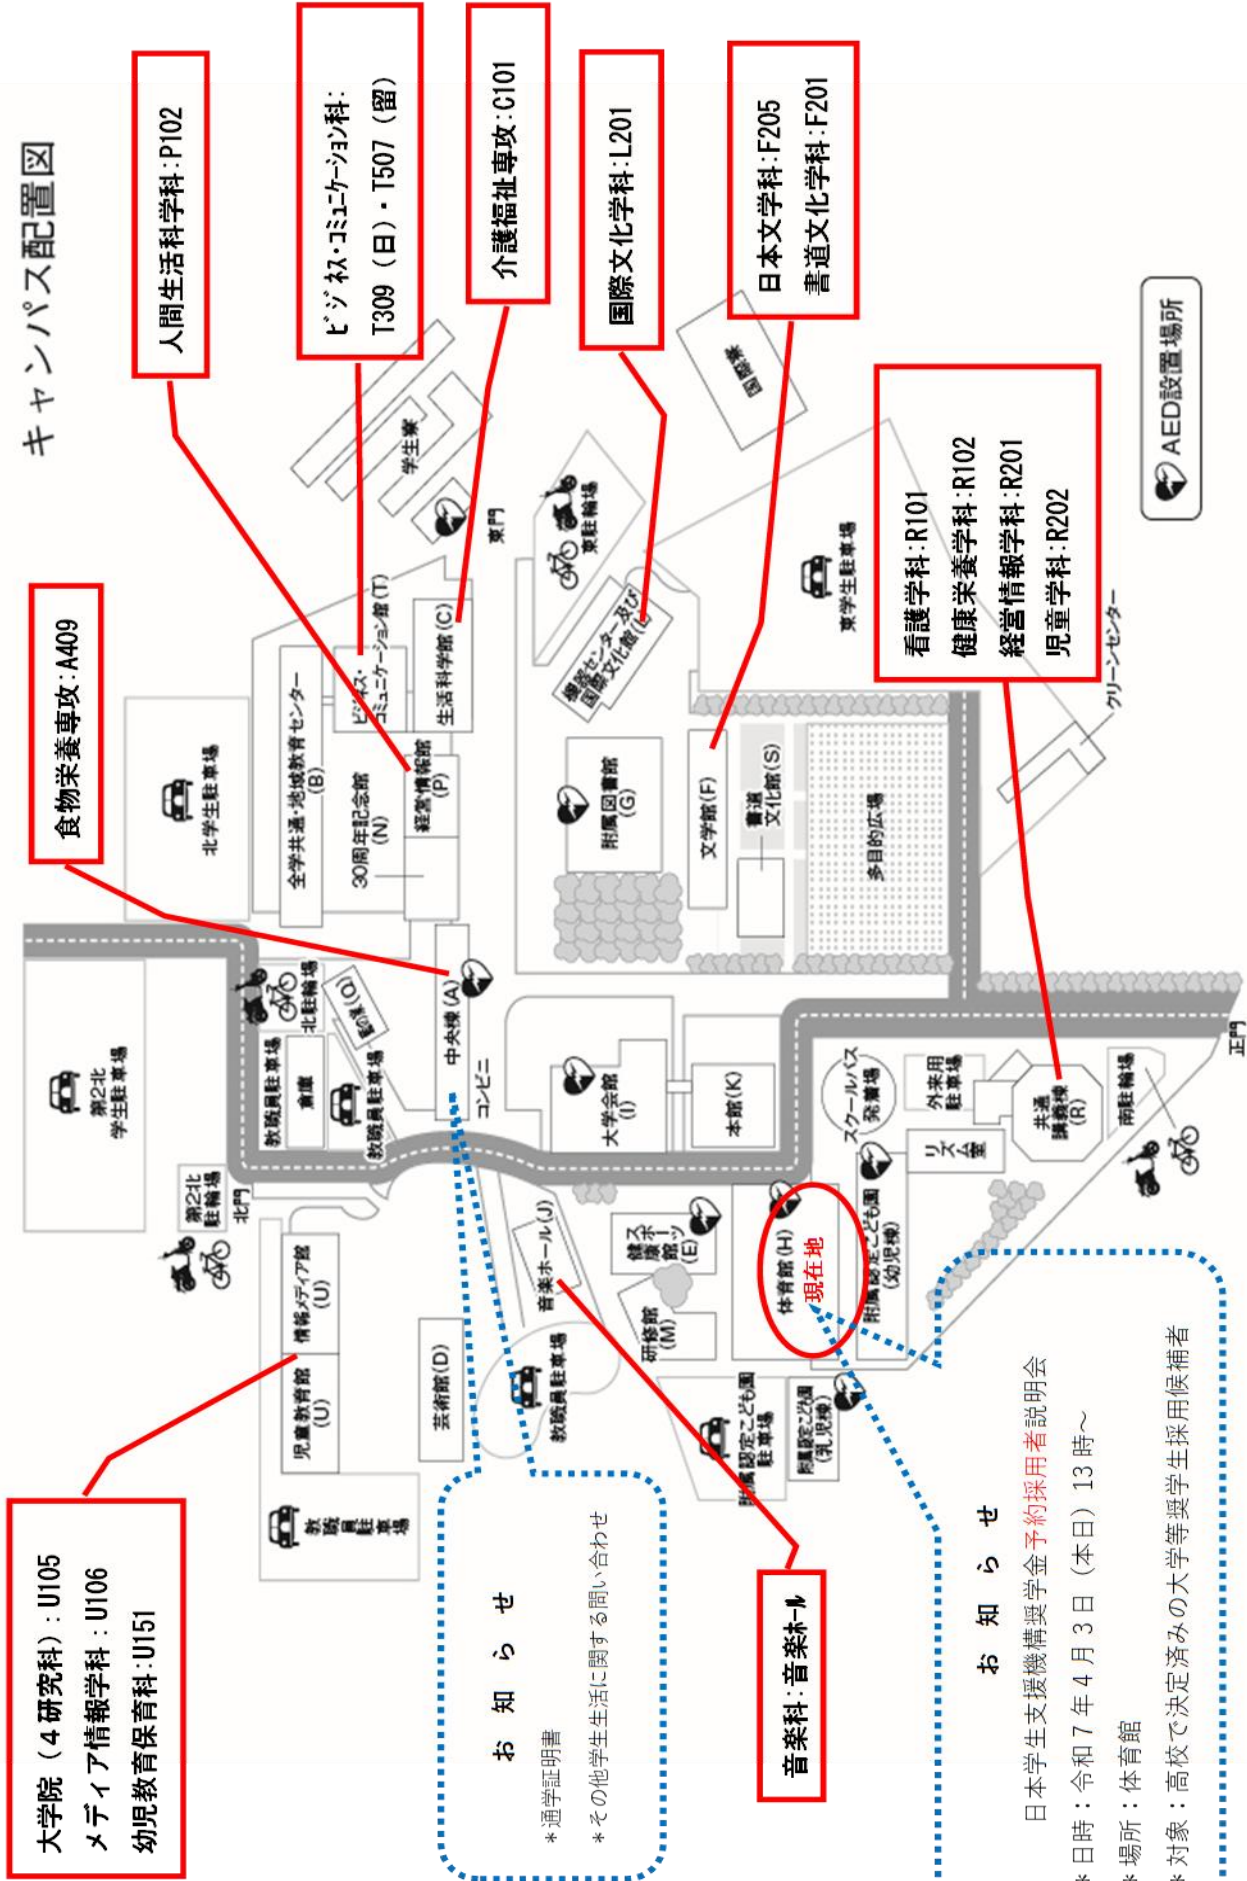 キャンパス配置図
大学院（４研究科）：U105
メディア情報学科：U106
幼児教育保育科：U151
食物栄養専攻：A409
人間生活科学科：P102
ビジネス・コミュニケーション科：
T309（日）・T507（留）
介護福祉専攻：C101
国際文化学科：L201
日本文学科：F205
書道文化学科：F201
看護学科：R101
健康栄養学科：R102
経営情報学科：R201
児童学科：R202
音楽科：音楽ホール
第2北
学生駐車場
北学生駐車場
第2北
駐輪場
北門
教職員駐車場
倉庫
北駐輪場
教職員駐車場
全学共通・地域教育センター
(B)
30周年記念館
(N)
ビジネス・
コミュニケーション館(T)
経営情報館
(P)
生活科学館(C)
学生寮
東門
児童教育館
(U)
情報メディア館
(U)
教職員駐車場
芸術館(D)
中央棟(A)
コンビニ
音楽ホール(J)
教職員駐車場
大学会館
(I)
附属図書館
(G)
国際文化館(L)
東駐輪場
国際寮
研修館
(M)
健康スポーツ館
(E)
本館(K)
文学館(F)
書道
文化館(S)
多目的広場
東学生駐車場
体育館(H)
現在地
附属認定こども園
駐車場
附属認定こども園
(乳児棟)
附属認定こども園
(幼児棟)
スクールバス
発着場
外来用
駐車場
リズム室
共通
講義棟
(R)
南駐輪場
正門
クリーンセンター
AED設置場所
お知らせ
＊通学証明書
＊その他学生生活に関する問い合わせ
お知らせ
日本学生支援機構奨学金予約採用者説明会
＊日時：令和７年４月３日（本日）13時～
＊場所：体育館
＊対象：高校で決定済みの大学等奨学生採用候補者